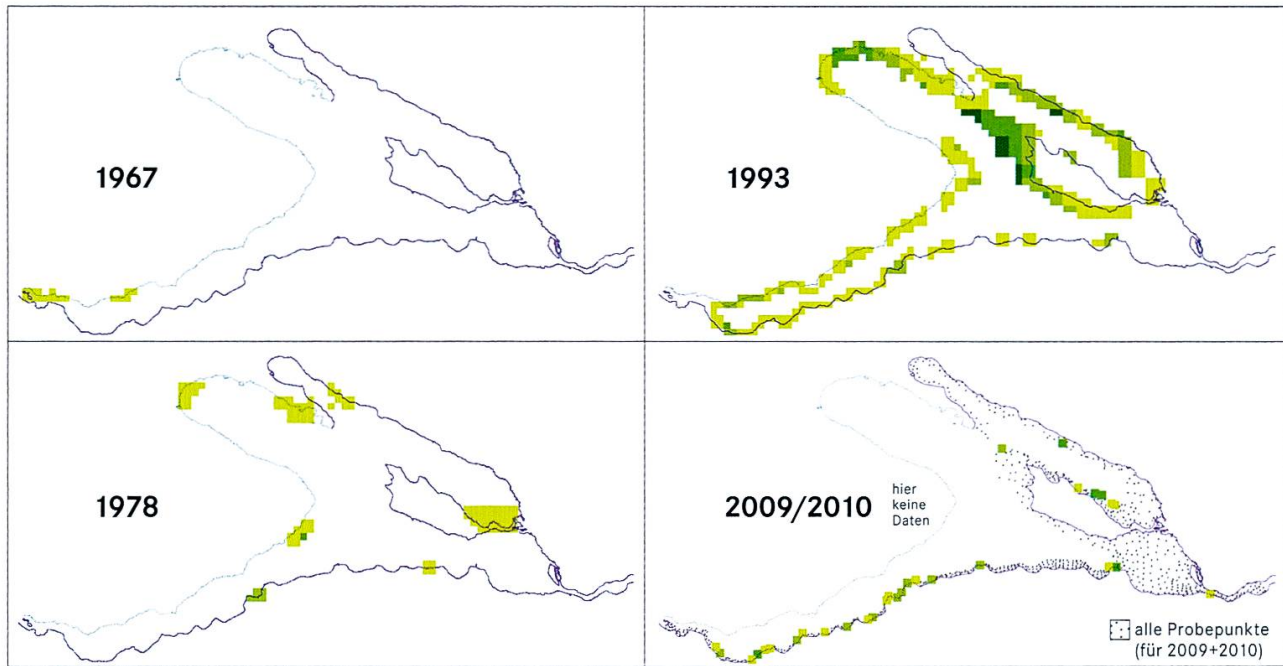 1967
1993
1978
2009/2010
hier
keine
Daten
alle Probepunkte
(für 2009+2010)